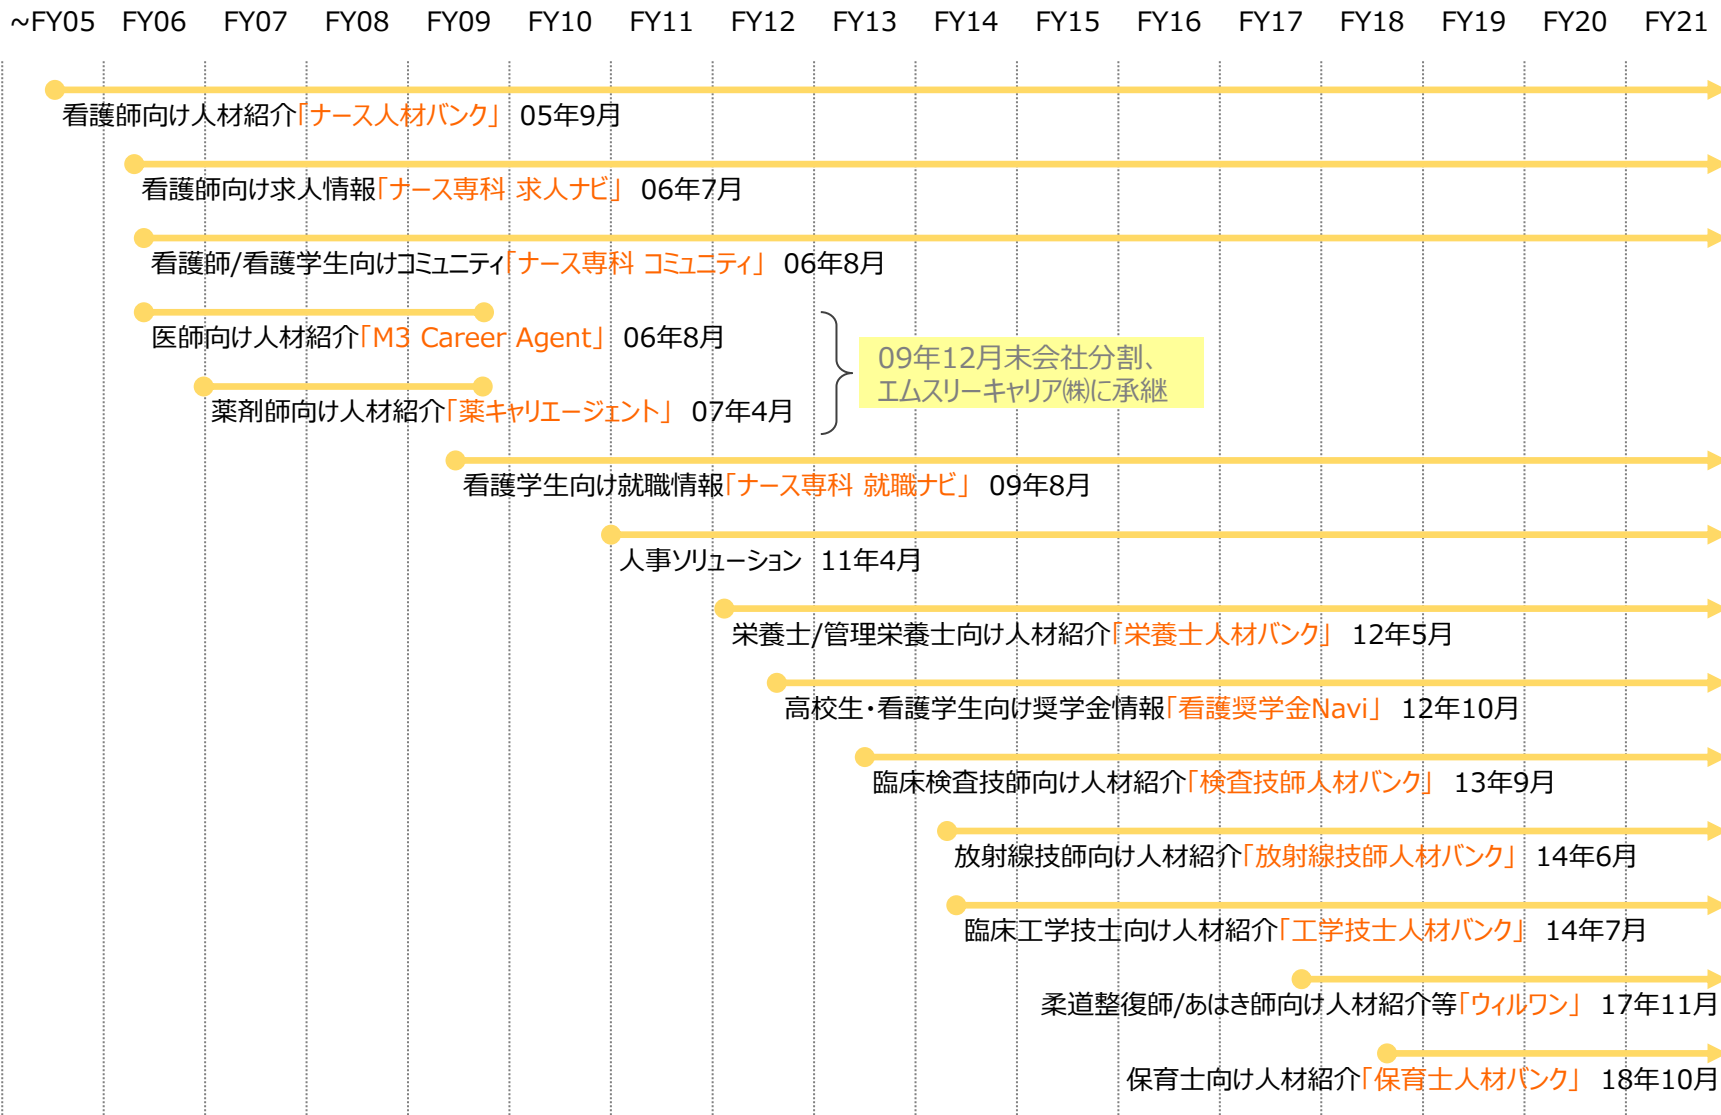 ~FY05 FY06 FY07 FY08 FY09 FY10 FY11 FY12 FY13 FY14 FY15 FY16 FY17 FY18 FY19 FY20 FY21
看護師向け人材紹介「ナース人材バンク」 05年9月
看護師向け求人情報「ナース専科 求人ナビ」 06年7月
看護師/看護学生向けコミュニティ「ナース専科 コミュニティ」 06年8月
医師向け人材紹介「M3 Career Agent」 06年8月
09年12月末会社分割、
エムスリーキャリア㈱に承継
薬剤師向け人材紹介「薬キャリエージェント」 07年4月
看護学生向け就職情報「ナース専科 就職ナビ」 09年8月
人事ソリューション 11年4月
栄養士/管理栄養士向け人材紹介「栄養士人材バンク」 12年5月
高校生・看護学生向け奨学金情報「看護奨学金Navi」 12年10月
臨床検査技師向け人材紹介「検査技師人材バンク」 13年9月
放射線技師向け人材紹介「放射線技師人材バンク」 14年6月
臨床工学技士向け人材紹介「工学技士人材バンク」 14年7月
柔道整復師/あはき師向け人材紹介等「ウィルワン」 17年11月
保育士向け人材紹介「保育士人材バンク」 18年10月